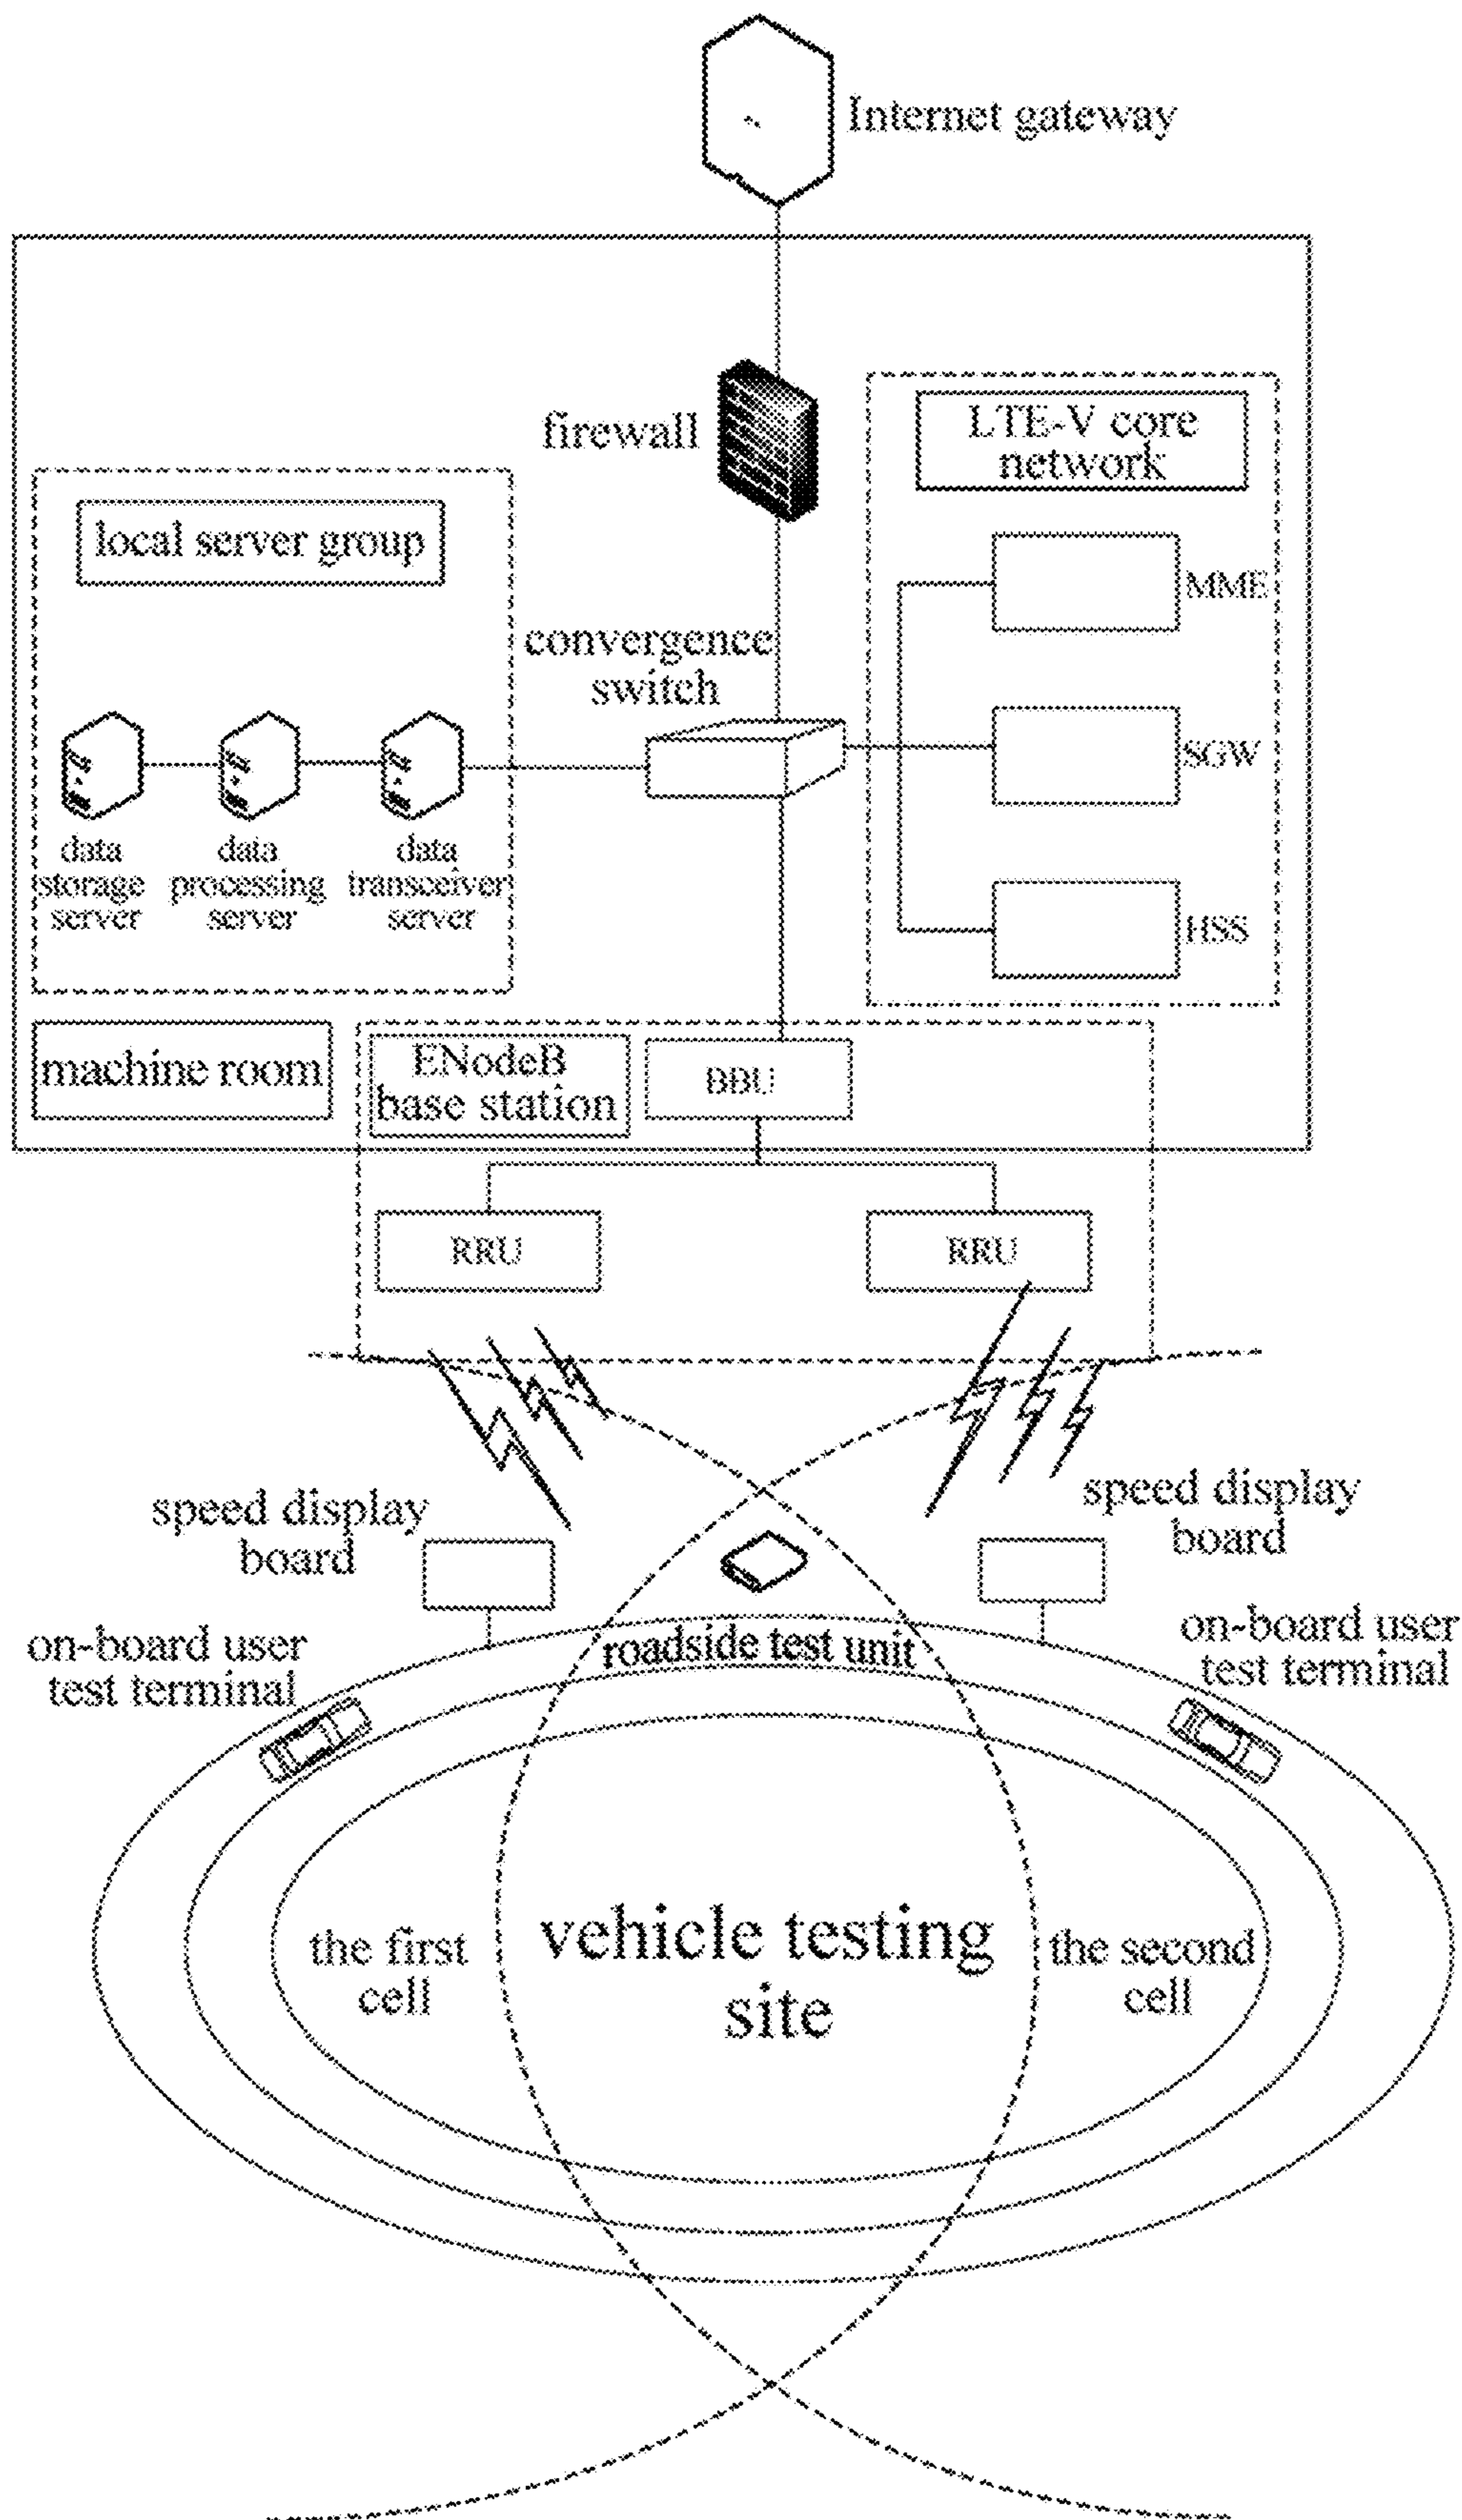 Internet gateway
firewall
LTE-V core
network
local server group
MME
convergence
switch
SGW
data
storage
server
data
processing
server
data
transceiver
server
HSS
machine room
ENodeB
base station
BBU
RRU
RRU
speed display
board
speed display
board
on-board user
test terminal
roadside test unit
on-board user
test terminal
the first
cell
vehicle testing
site
the second
cell